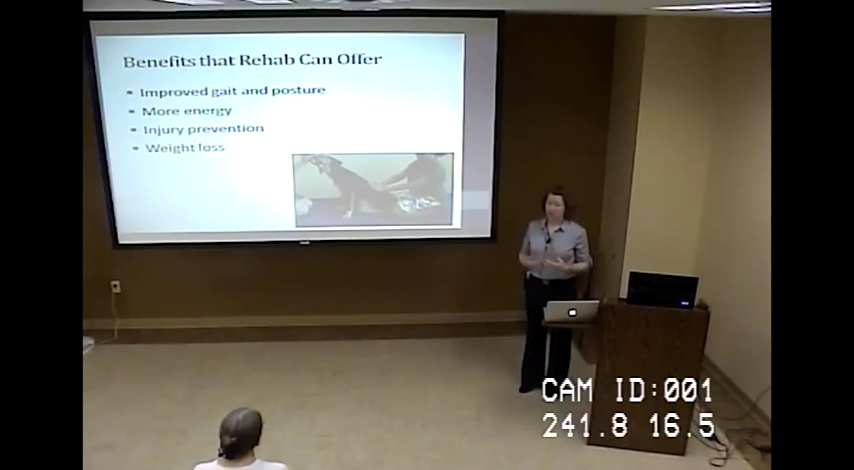 Benefits that Rehab Can Offer
▪ Improved gait and posture
▪ More energy
▪ Injury prevention
▪ Weight loss
CAM ID:001
241.8 16.5